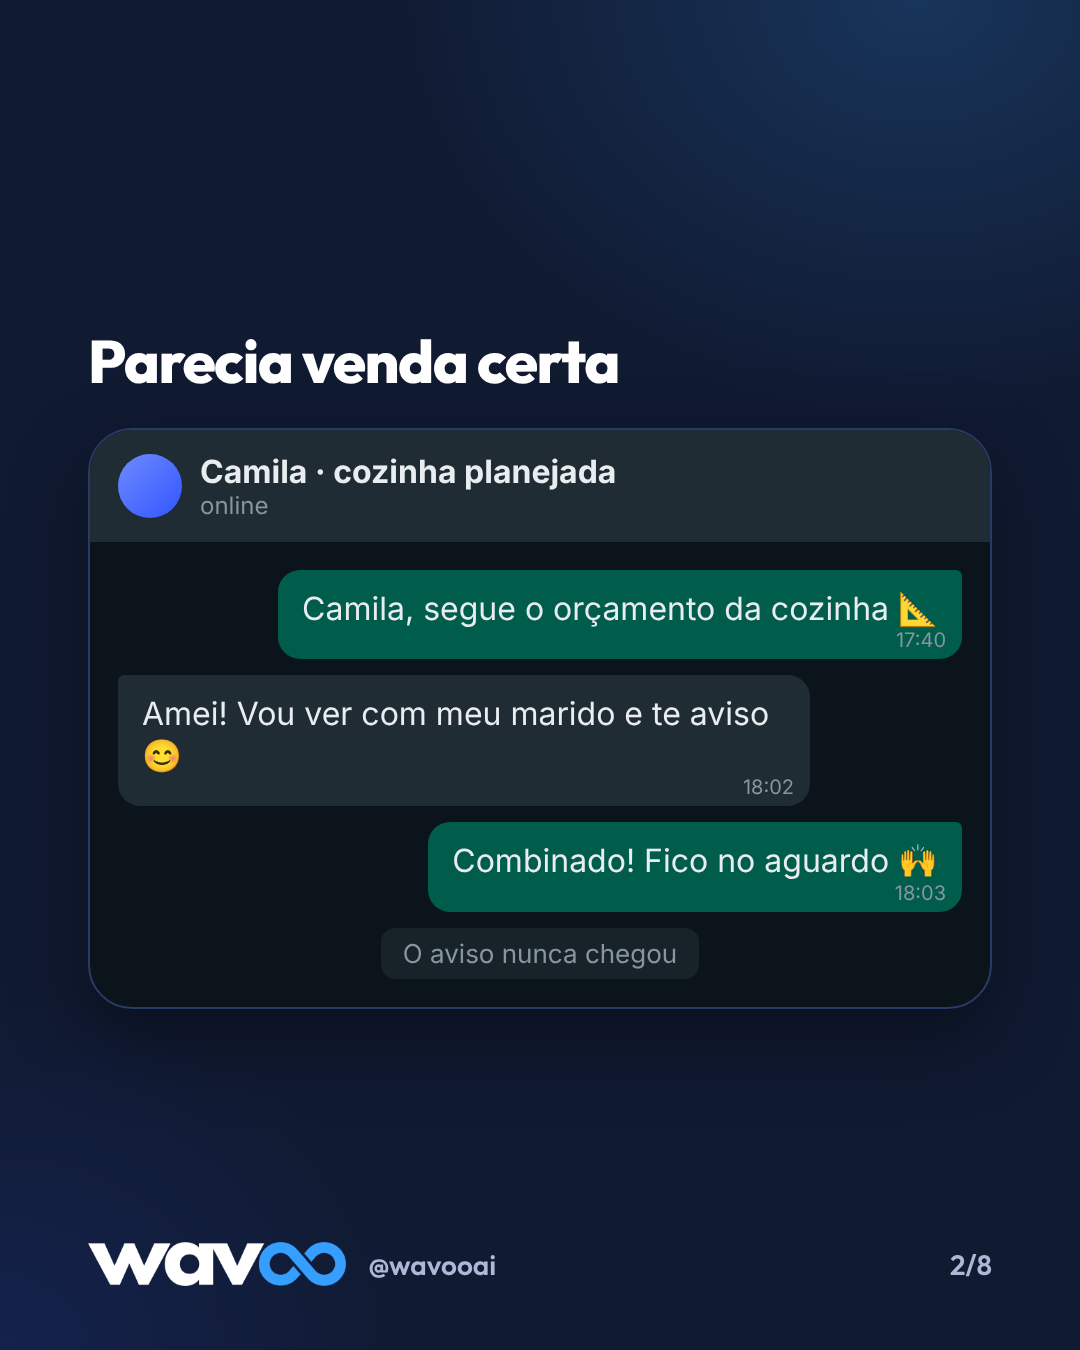 Parecia venda certa
Camila · cozinha planejada
online
Camila, segue o orçamento da cozinha 📐
17:40
Amei! Vou ver com meu marido e te aviso
😊
18:02
Combinado! Fico no aguardo 🙌
18:03
O aviso nunca chegou
wavoo @wavooai
2/8